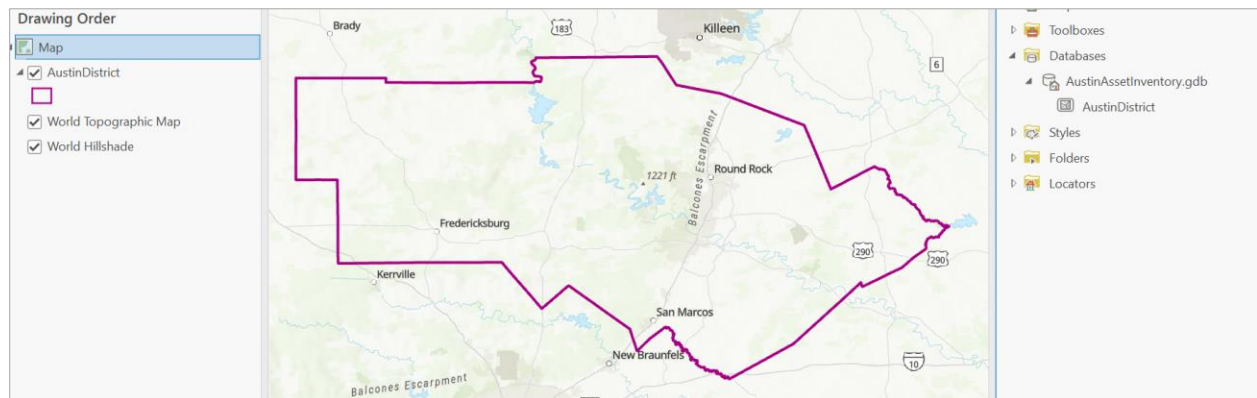 Drawing Order
Map
AustinDistrict
World Topographic Map
World Hillshade
Brady
183
Killeen
6
Balcones Escarpment
1221 ft
Round Rock
Fredericksburg
290
290
Kerrville
San Marcos
New Braunfels
10
Balcones Escarpment
Toolboxes
Databases
AustinAssetInventory.gdb
AustinDistrict
Styles
Folders
Locators